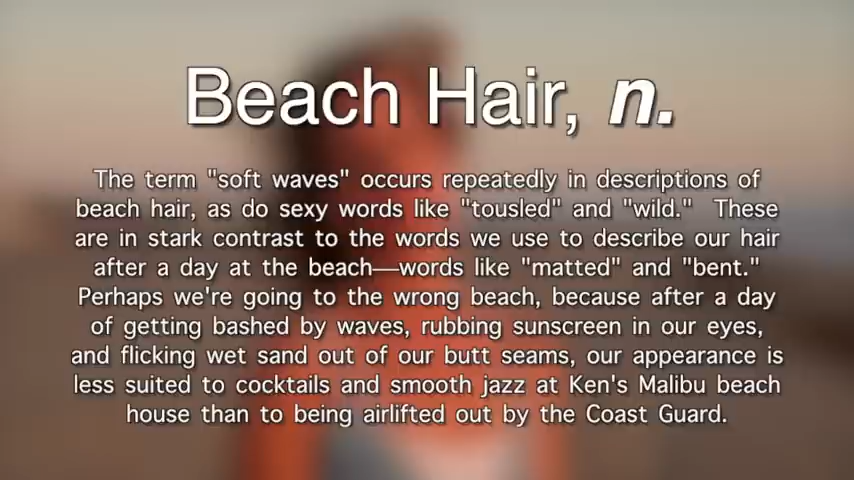 Beach Hair, n.
The term "soft waves" occurs repeatedly in descriptions of
beach hair, as do sexy words like "tousled" and "wild."  These
are in stark contrast to the words we use to describe our hair
after a day at the beach—words like "matted" and "bent."
Perhaps we're going to the wrong beach, because after a day
of getting bashed by waves, rubbing sunscreen in our eyes,
and flicking wet sand out of our butt seams, our appearance is
less suited to cocktails and smooth jazz at Ken's Malibu beach
house than to being airlifted out by the Coast Guard.